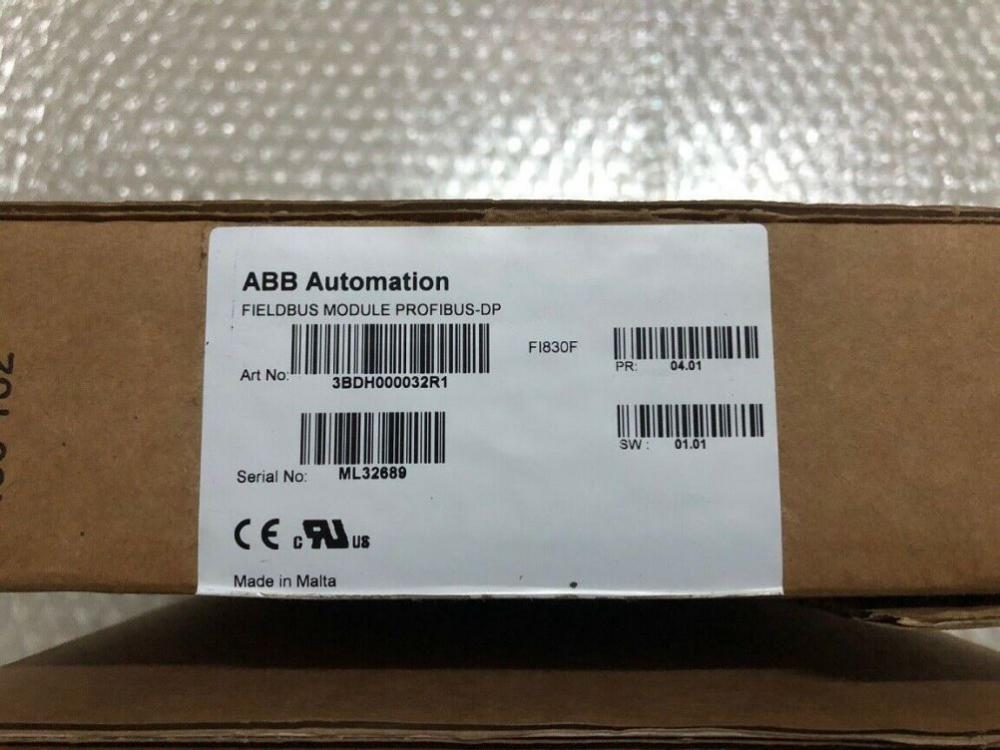 ABB Automation
FIELDBUS MODULE PROFIBUS-DP
FI830F
PR: 04.01
Art No: 3BDH000032R1
SW : 01.01
Serial No: ML32689
CE c RU US
Made in Malta